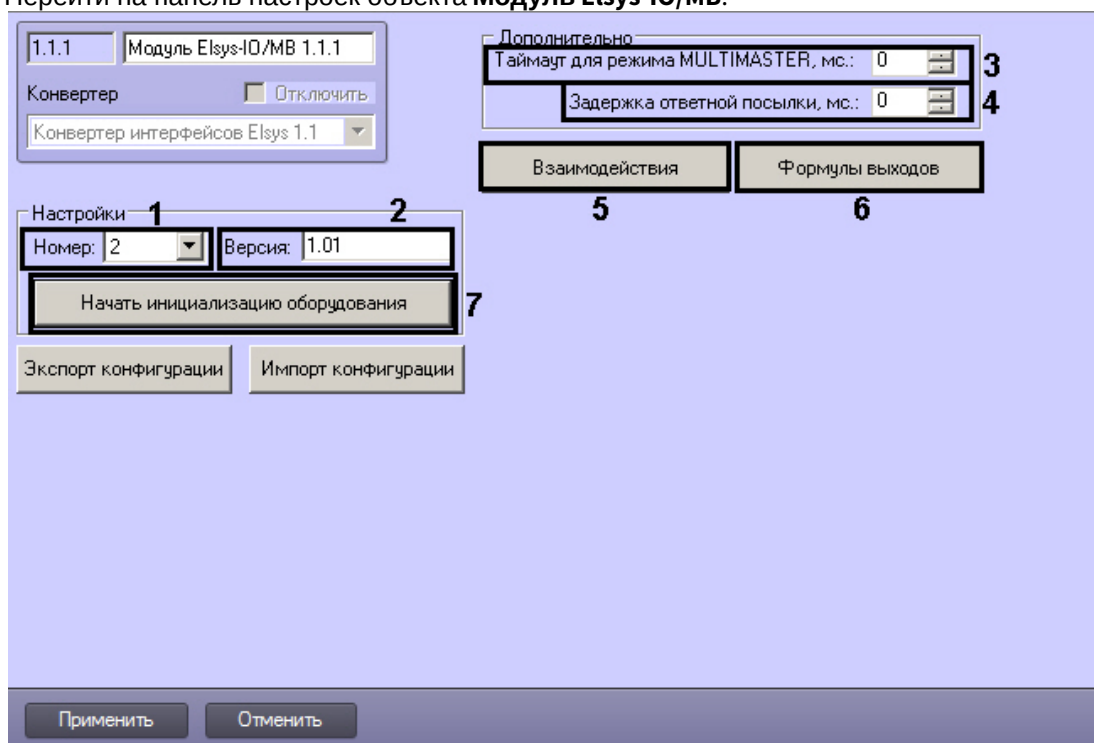 Перейти на панель настроек объекта Модуль Elsys-IO/MB.
1.1.1 Модуль Elsys-IO/MB 1.1.1
Конвертер Отключить
Конвертер интерфейсов Elsys 1.1
Дополнительно
Таймаут для режима MULTIMASTER, мс.: 0 3
Задержка ответной посылки, мс.: 0 4
Взаимодействия Формулы выходов
5 6
Настройки 1 2
Номер: 2 Версия: 1.01
Начать инициализацию оборудования 7
Экспорт конфигурации Импорт конфигурации
Применить Отменить